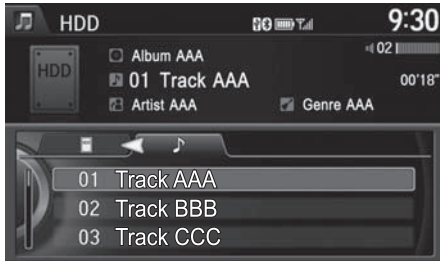 HDD 9:30
02
HDD
Album AAA
01 Track AAA 00'18"
Artist AAA Genre AAA
01 Track AAA
02 Track BBB
03 Track CCC